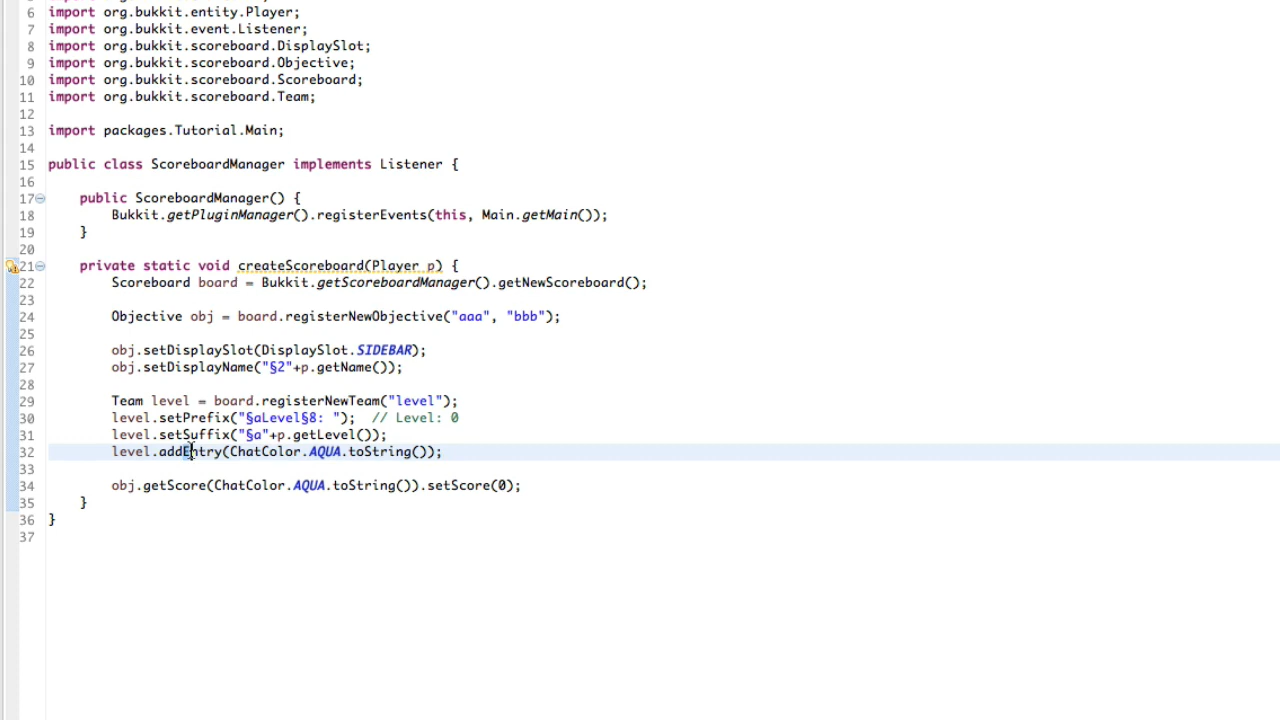 6 import org.bukkit.entity.Player;
7 import org.bukkit.event.Listener;
8 import org.bukkit.scoreboard.DisplaySlot;
9 import org.bukkit.scoreboard.Objective;
10 import org.bukkit.scoreboard.Scoreboard;
11 import org.bukkit.scoreboard.Team;
12
13 import packages.Tutorial.Main;
14
15 public class ScoreboardManager implements Listener {
16
17 public ScoreboardManager() {
18 Bukkit.getPluginManager().registerEvents(this, Main.getMain());
19 }
20
21 private static void createScoreboard(Player p) {
22 Scoreboard board = Bukkit.getScoreboardManager().getNewScoreboard();
23
24 Objective obj = board.registerNewObjective("aaa", "bbb");
25
26 obj.setDisplaySlot(DisplaySlot.SIDEBAR);
27 obj.setDisplayName("§2"+p.getName());
28
29 Team level = board.registerNewTeam("level");
30 level.setPrefix("§aLevel§8: "); // Level: 0
31 level.setSuffix("§a"+p.getLevel());
32 level.addEntry(ChatColor.AQUA.toString());
33
34 obj.getScore(ChatColor.AQUA.toString()).setScore(0);
35 }
36 }
37